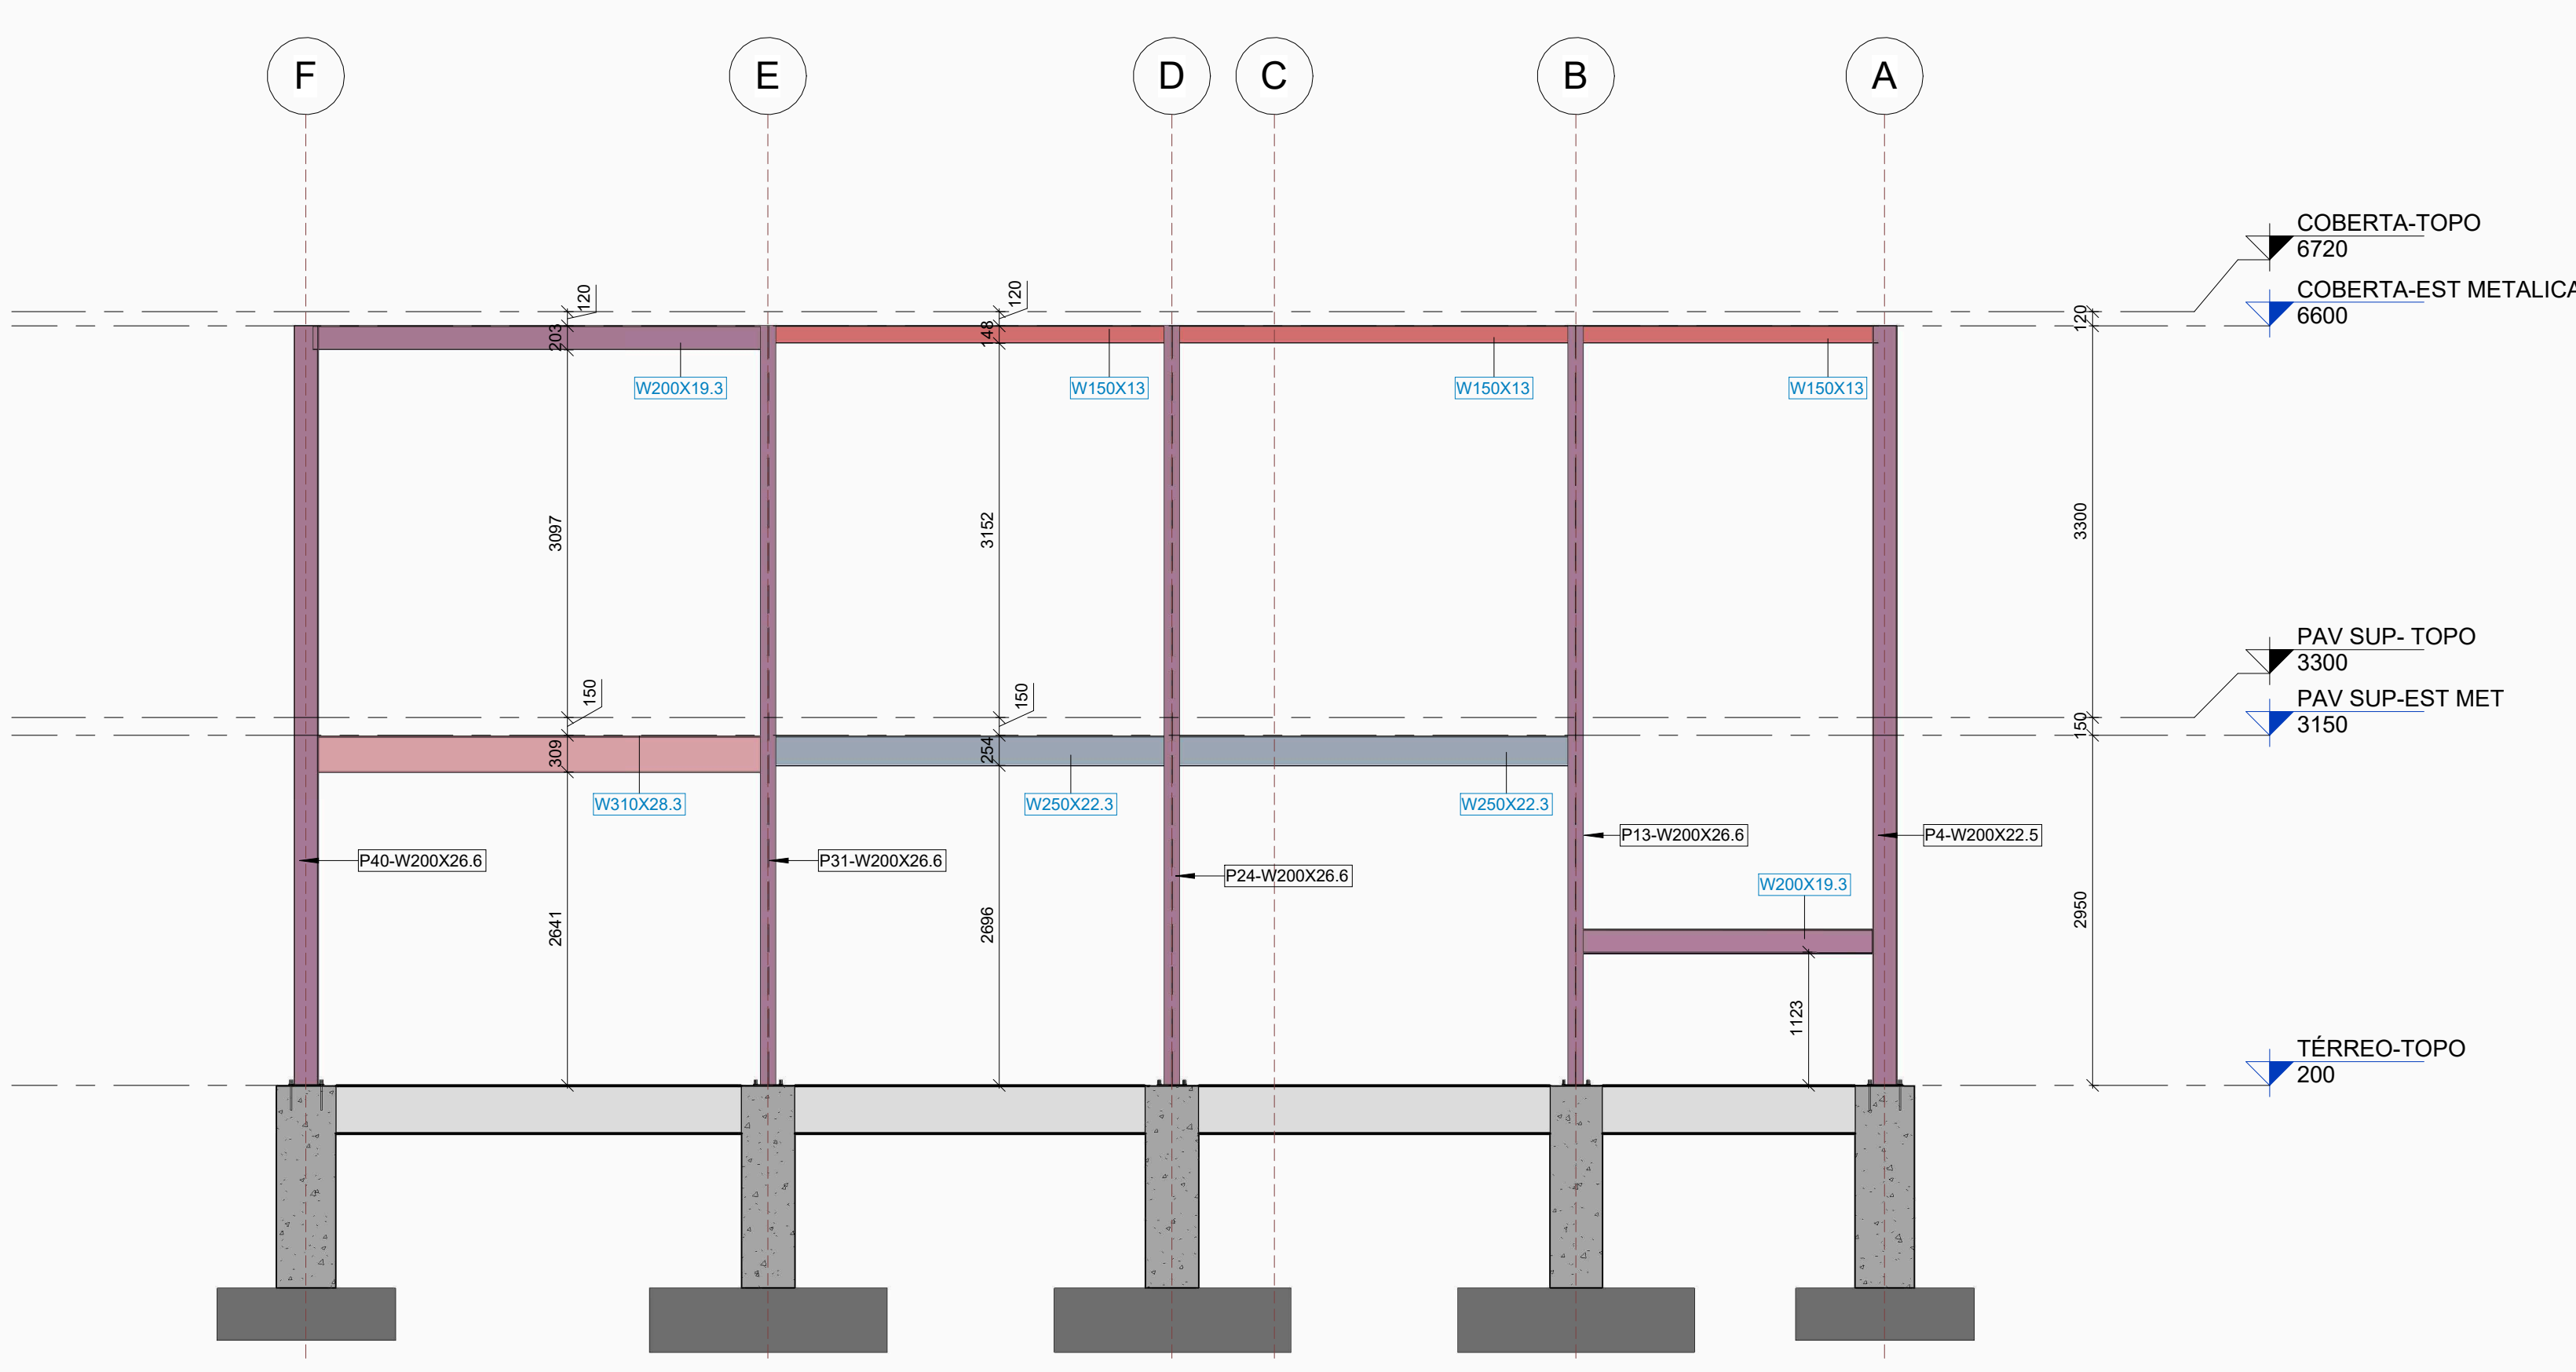 F
E
D
C
B
A
COBERTA-TOPO
6720
COBERTA-EST METALICA
6600
120
120
120
203
148
W200X19.3
W150X13
W150X13
W150X13
3097
3152
3300
PAV SUP- TOPO
3300
PAV SUP-EST MET
3150
150
150
150
309
254
W310X28.3
W250X22.3
W250X22.3
P40-W200X26.6
P31-W200X26.6
P24-W200X26.6
P13-W200X26.6
P4-W200X22.5
W200X19.3
2641
2696
2950
1123
TÉRREO-TOPO
200